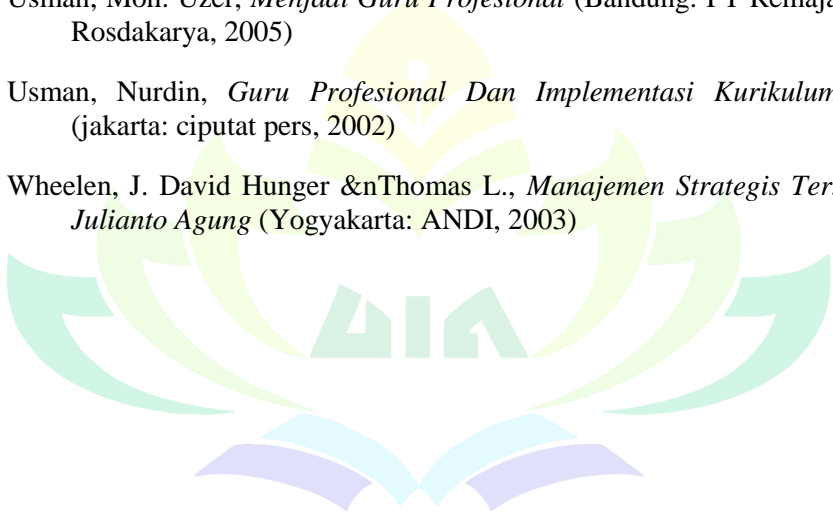 Usman, Moh. Uzer, Menjadi Guru Profesional (Bandung: PT Remaja
Rosdakarya, 2005)
Usman, Nurdin, Guru Profesional Dan Implementasi Kurikulum
(jakarta: ciputat pers, 2002)
Wheelen, J. David Hunger &nThomas L., Manajemen Strategis Ter.
Julianto Agung (Yogyakarta: ANDI, 2003)
UIN